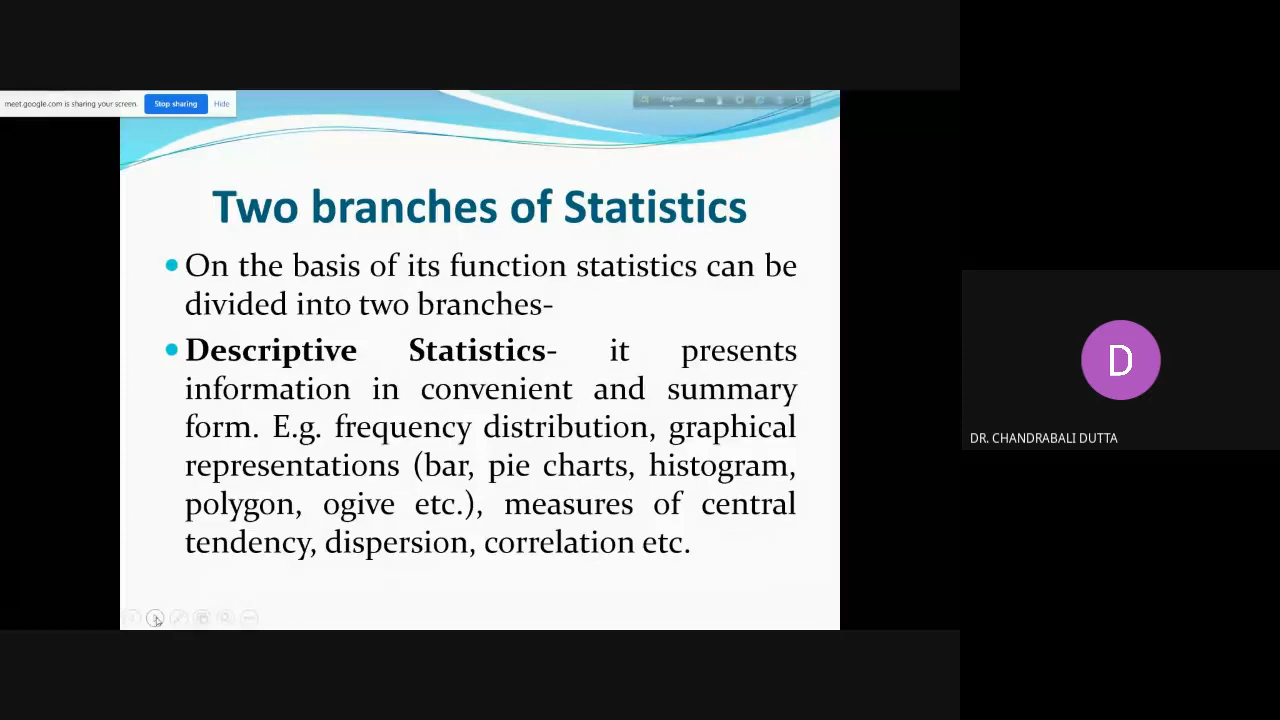 meet.google.com is sharing your screen.
Stop sharing
Hide
Two branches of Statistics
On the basis of its function statistics can be
divided into two branches-
Descriptive Statistics- it presents
information in convenient and summary
form. E.g. frequency distribution, graphical
representations (bar, pie charts, histogram,
polygon, ogive etc.), measures of central
tendency, dispersion, correlation etc.
D
DR. CHANDRABALI DUTTA